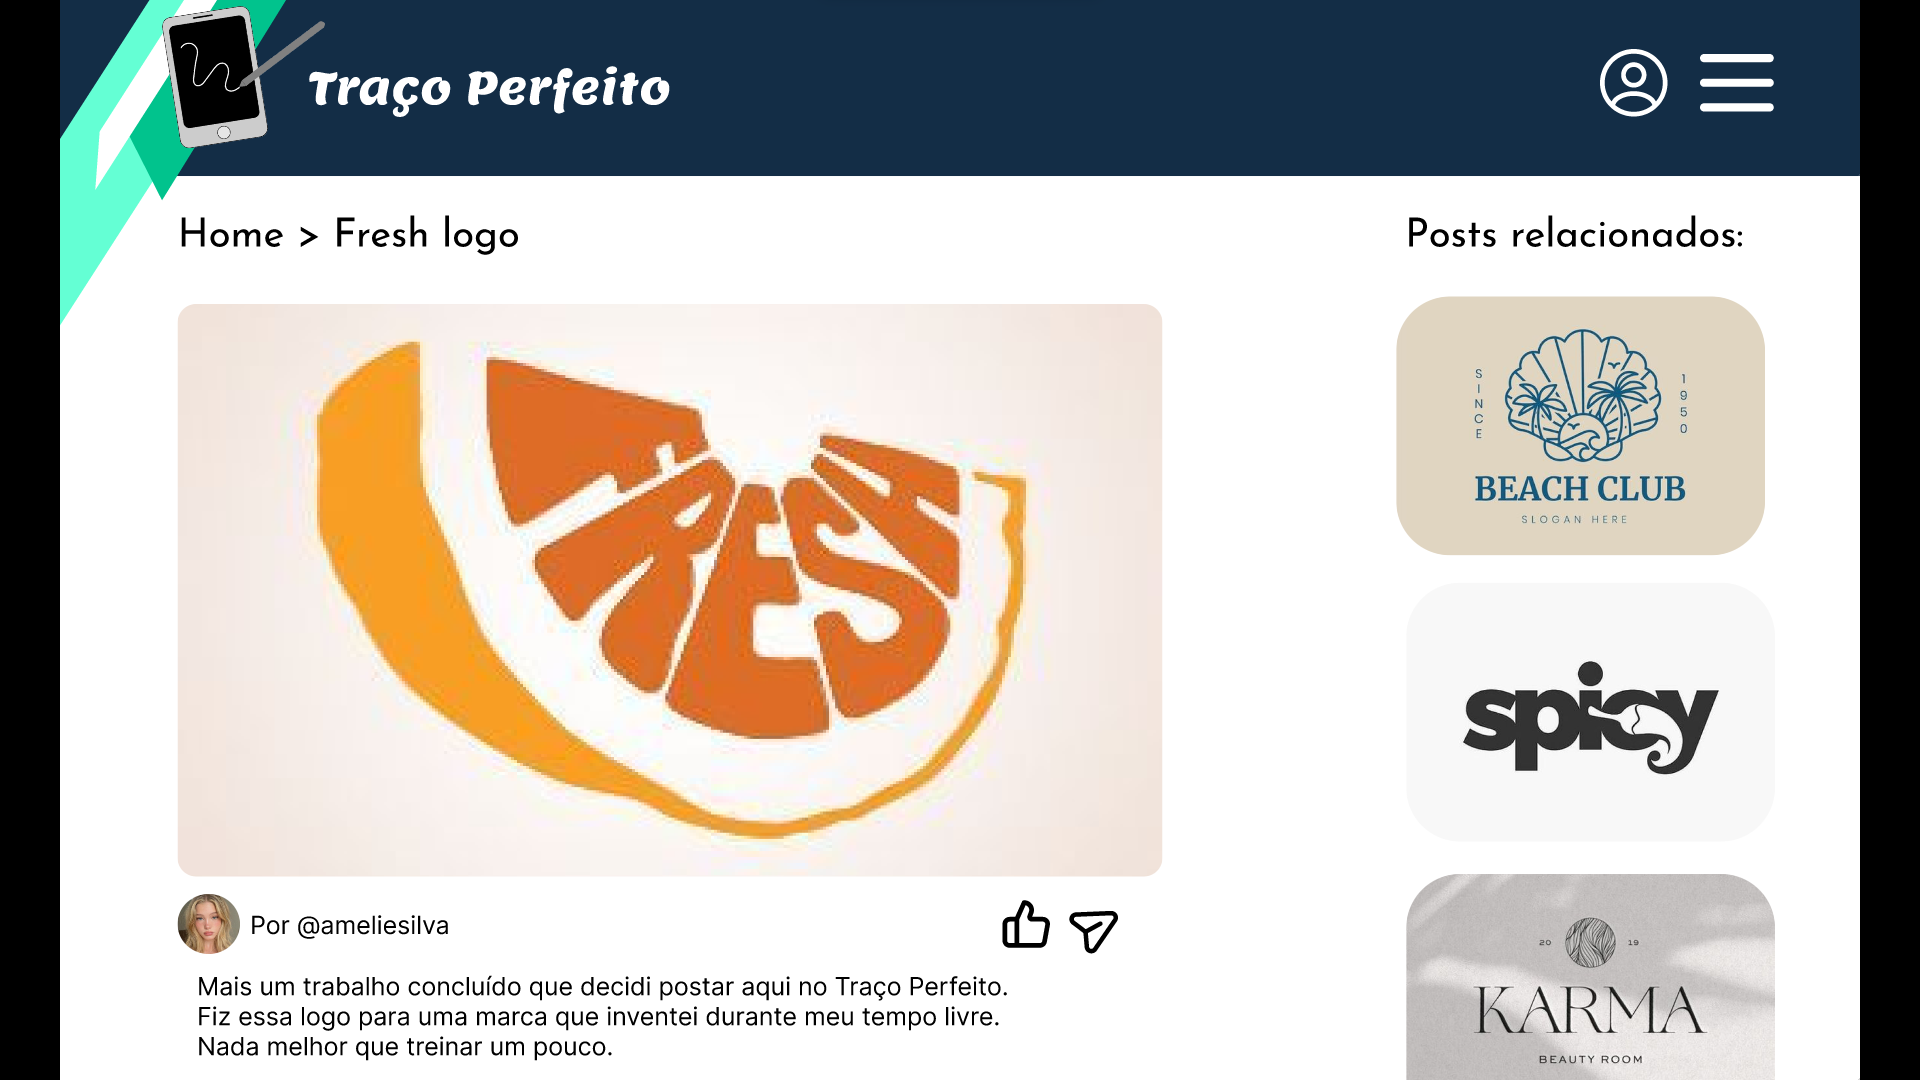 Traço Perfeito
Home > Fresh logo
FRESH
Por @ameliesilva
Mais um trabalho concluído que decidi postar aqui no Traço Perfeito.
Fiz essa logo para uma marca que inventei durante meu tempo livre.
Nada melhor que treinar um pouco.
Posts relacionados:
SINCE
1950
BEACH CLUB
SLOGAN HERE
spicy
20 19
KARMA
BEAUTY ROOM